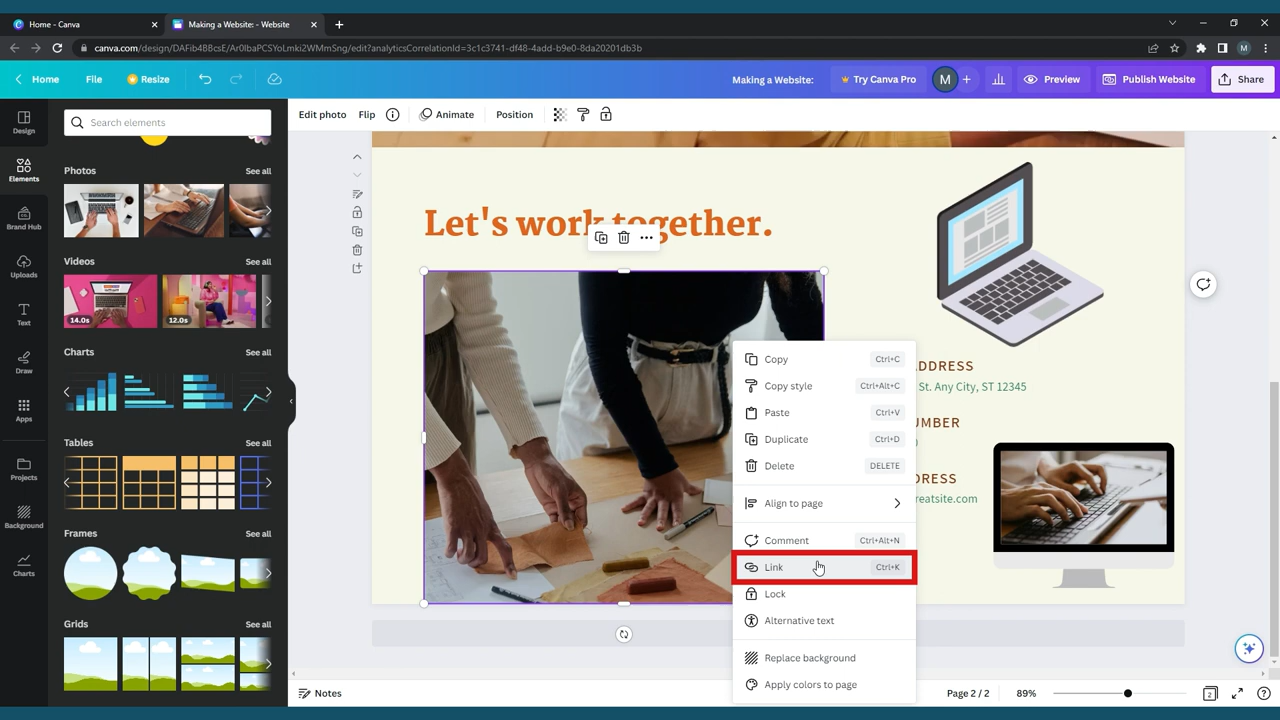 Home - Canva
Making a Website: - Website
canva.com/design/DAFib4BBcsE/Ar0lbaPCSYoLmki2WMmSng/edit?analyticsCorrelationId=3c1c3741-df48-4add-b9e0-8da20201db3b
M
Home
File
Resize
Making a Website:
Try Canva Pro
M
Preview
Publish Website
Share
Design
Elements
Brand Hub
Uploads
Text
Draw
Apps
Projects
Background
Charts
Search elements
Photos
See all
Videos
See all
14.0s
12.0s
Charts
See all
Tables
See all
Frames
See all
Grids
See all
Edit photo
Flip
Animate
Position
Let's work together.
DDRESS
St. Any City, ST 12345
UMBER
DRESS
reatsite.com
Copy Ctrl+C
Copy style Ctrl+Alt+C
Paste Ctrl+V
Duplicate Ctrl+D
Delete DELETE
Align to page
Comment Ctrl+Alt+N
Link Ctrl+K
Lock
Alternative text
Replace background
Apply colors to page
Notes
Page 2 / 2
89%
2